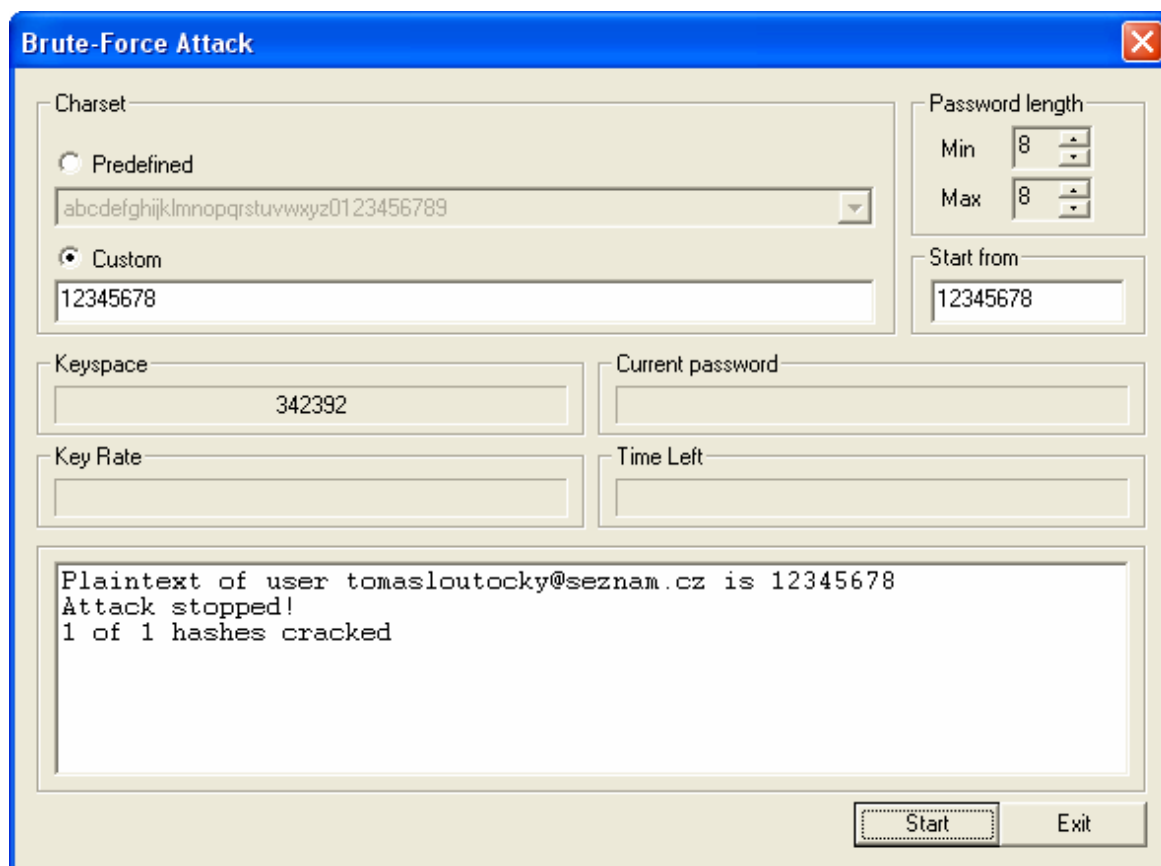 Brute-Force Attack
Charset
Predefined
abcdefghijklmnopqrstuvwxyz0123456789
Custom
12345678
Password length
Min 8
Max 8
Start from
12345678
Keyspace
342392
Current password
Key Rate
Time Left
Plaintext of user tomasloutocky@seznam.cz is 12345678
Attack stopped!
1 of 1 hashes cracked
Start
Exit